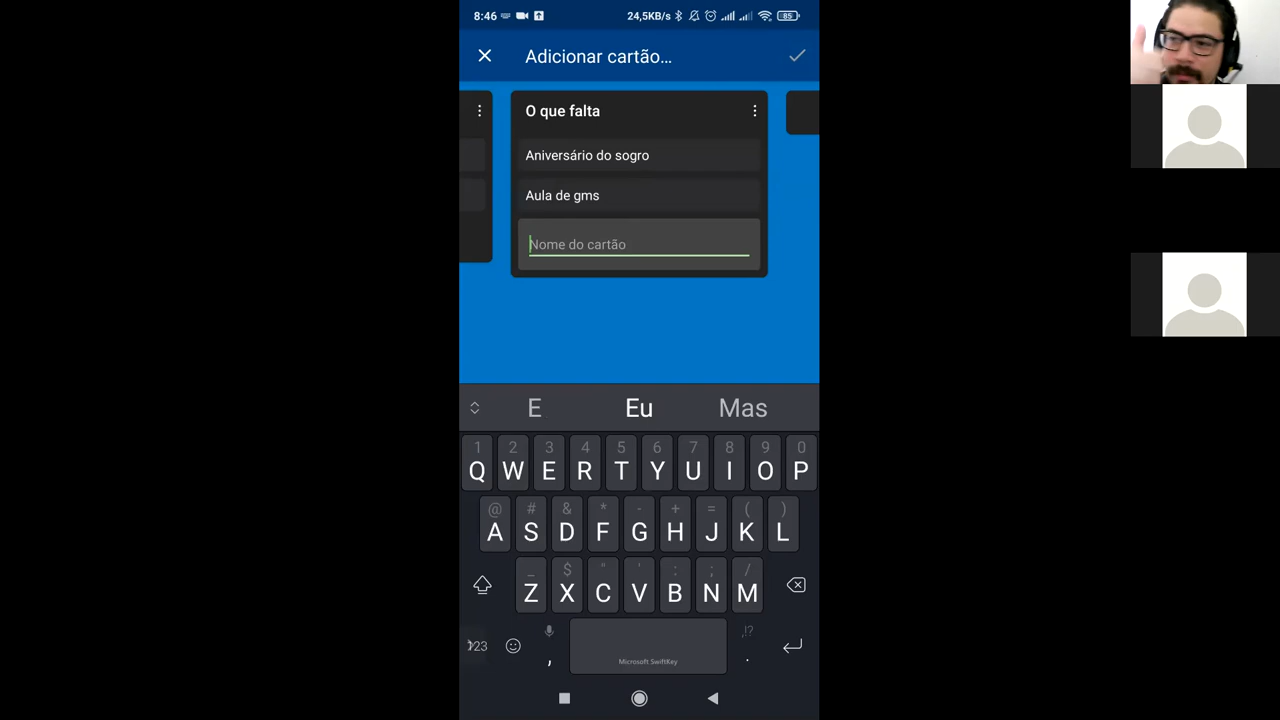 8:46 24,5KB/s 85
Adicionar cartão...
O que falta
Aniversário do sogro
Aula de gms
Nome do cartão
E Eu Mas
1 2 3 4 5 6 7 8 9 0
Q W E R T Y U I O P
@ # & * - + = ( )
A S D F G H J K L
_ $ " ' : ; /
Z X C V B N M
,!?
123 , .
Microsoft SwiftKey